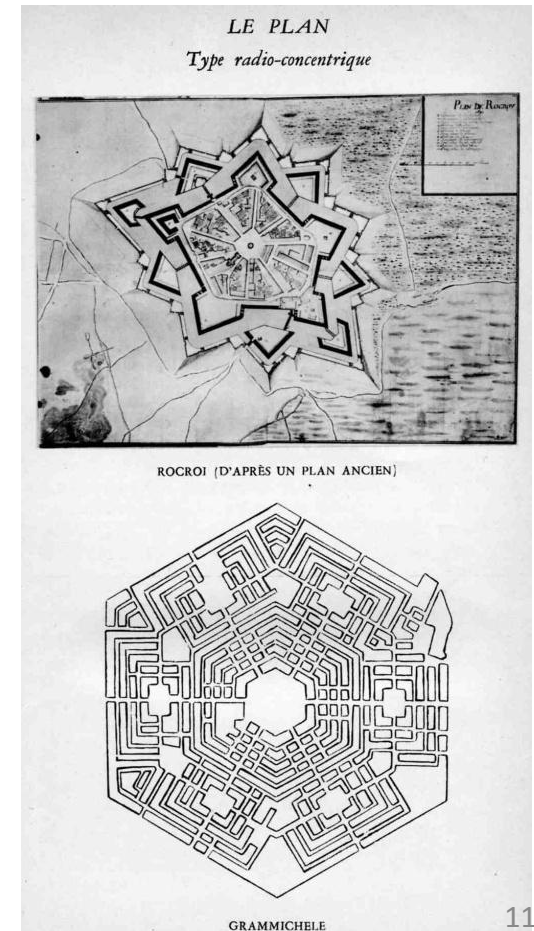 LE PLAN
Type radio-concentrique
PLAN DE ROCROY
ROCROI (D'APRÈS UN PLAN ANCIEN)
GRAMMICHELE
11